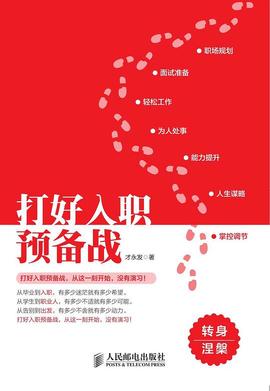 职场规划
面试准备
轻松工作
为人处事
能力提升
人生谋略
掌控调节
打好入职
预备战
才永发 著
打好入职预备战，从这一刻开始，没有演习！
从毕业到入职，有多少迷茫就有多少希望。
从学生到职业人，有多少不适就有多少可能。
从告别到出发，有多少告别就有多少动力。
打好入职预备战，从这一刻开始，没有演习！
转身
涅槃
人民邮电出版社
POSTS & TELECOM PRESS